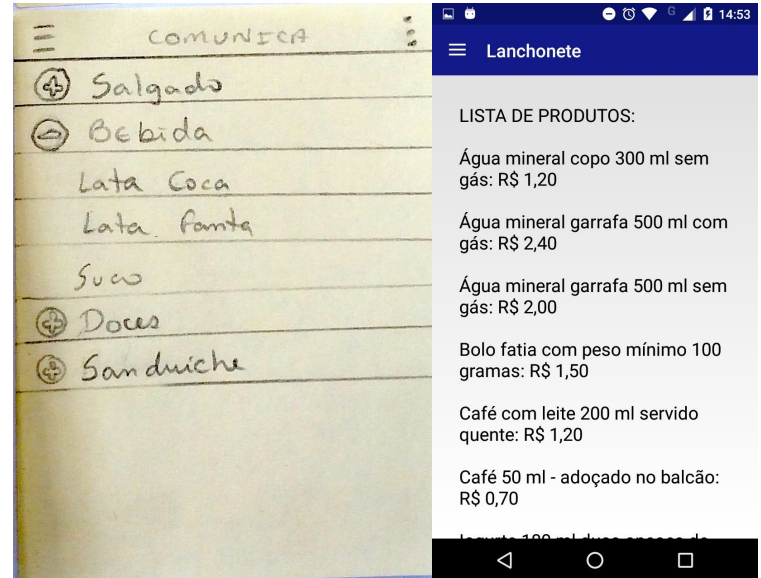 COMUNICA
Salgado
Bebida
Lata Coca
Lata Fanta
Suco
Doces
Sanduiche
G 14:53
Lanchonete
LISTA DE PRODUTOS:
Água mineral copo 300 ml sem
gás: R$ 1,20
Água mineral garrafa 500 ml com
gás: R$ 2,40
Água mineral garrafa 500 ml sem
gás: R$ 2,00
Bolo fatia com peso mínimo 100
gramas: R$ 1,50
Café com leite 200 ml servido
quente: R$ 1,20
Café 50 ml - adoçado no balcão:
R$ 0,70